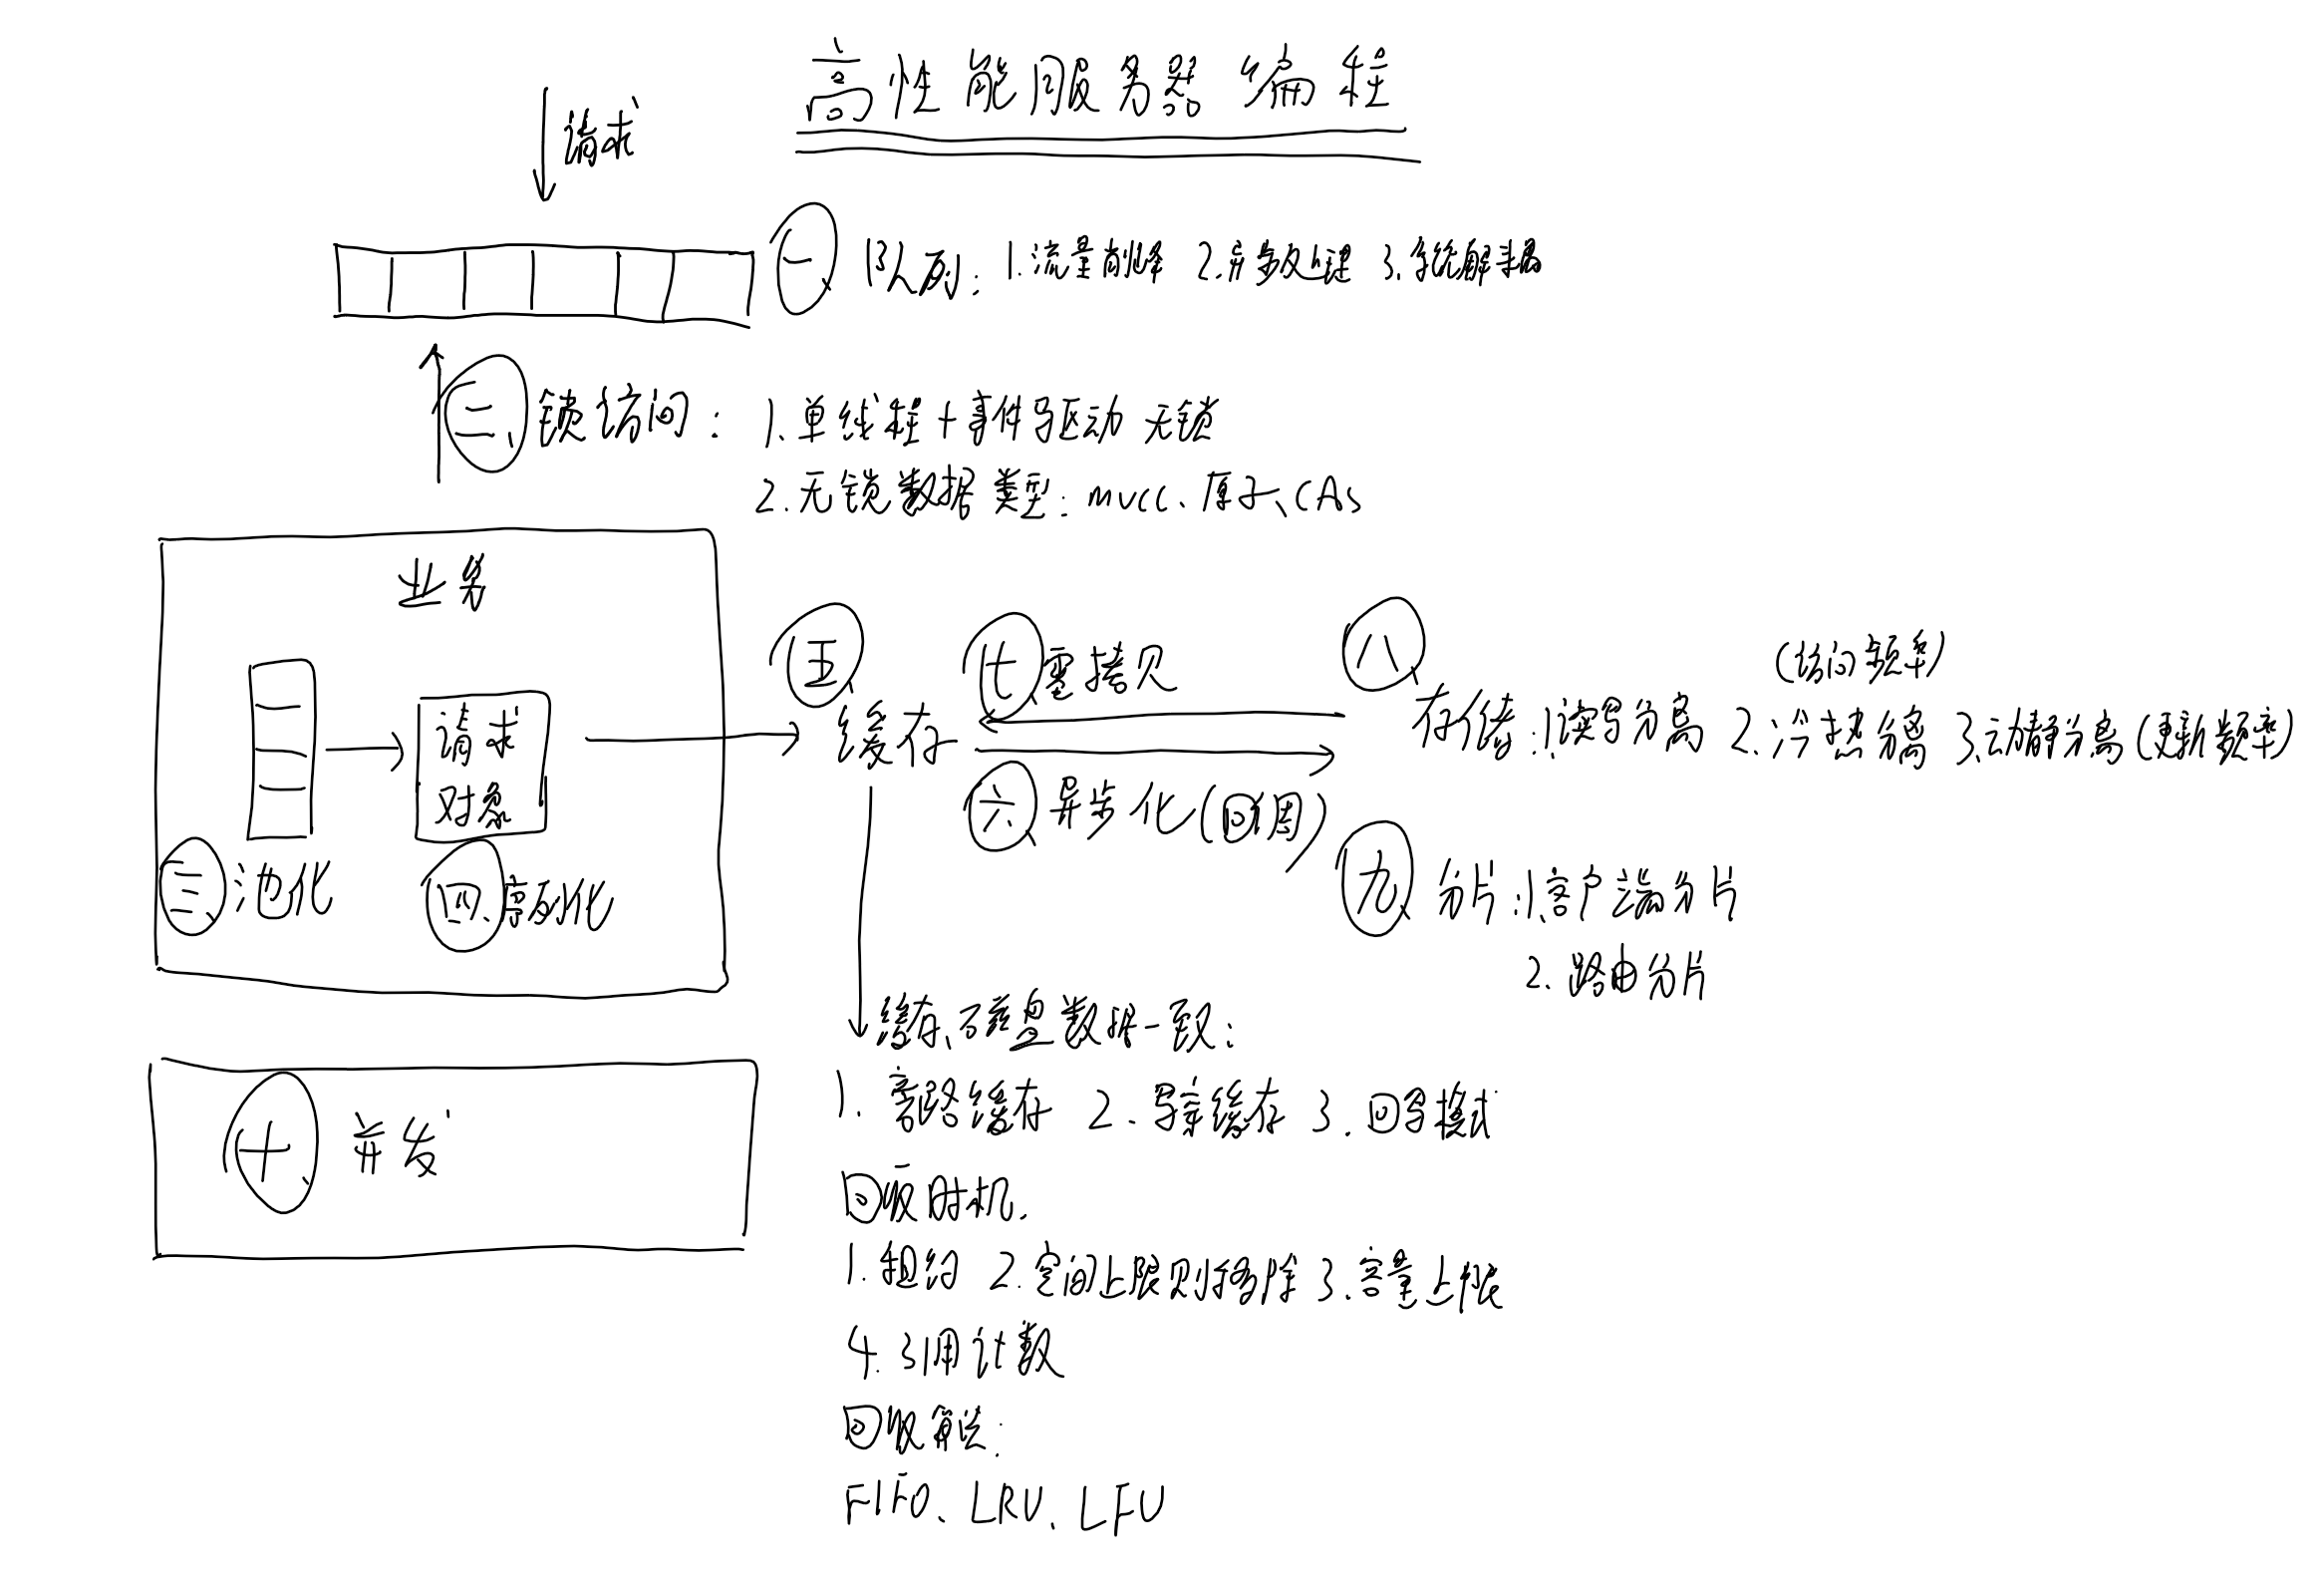 高性能服务器编程
请求
一、队列：1.流量削峰 2.异步处理 3.系统解耦
二、锁访问：1.单线程+事件驱动 无锁
2.无锁数据类型：MVCC、原子、CAS
业务
请求
对象
三、池化
四、序列化
五、
缓存
七、零拷贝
六、异步化(回调)
八、
(访问频率)
存储：1.读写分离 2.冷热分离 3.动静分离(更新频率)
九、分片：1.客户端分片
2.路由分片
缓存、磁盘数据一致：
1.旁路缓存 2.写穿缓存 3.回写模式
回收时机、
1.租约 2.空间上限则移除 3.容量上限
4.引用计数
回收算法：
FIFO、LRU、LFU
十、并发